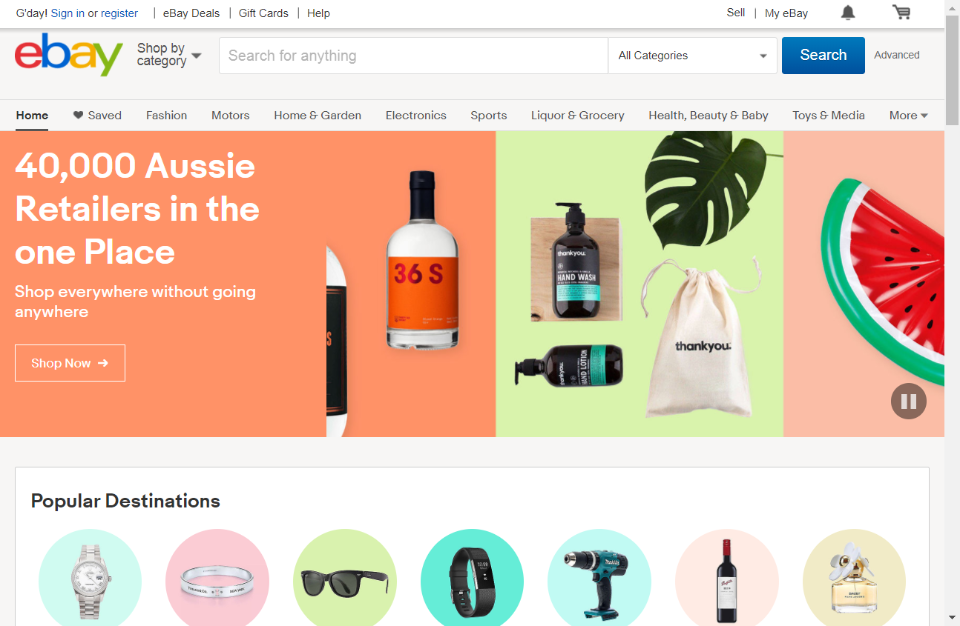 G'day! Sign in or register | eBay Deals | Gift Cards | Help
Sell | My eBay
ebay
Shop by
category
Search for anything
All Categories
Search
Advanced
Home
Saved
Fashion
Motors
Home & Garden
Electronics
Sports
Liquor & Grocery
Health, Beauty & Baby
Toys & Media
More
40,000 Aussie
Retailers in the
one Place
Shop everywhere without going
anywhere
Shop Now →
36 S
thankyou.
HAND WASH
thankyou.
HAND LOTION
thankyou.
Popular Destinations